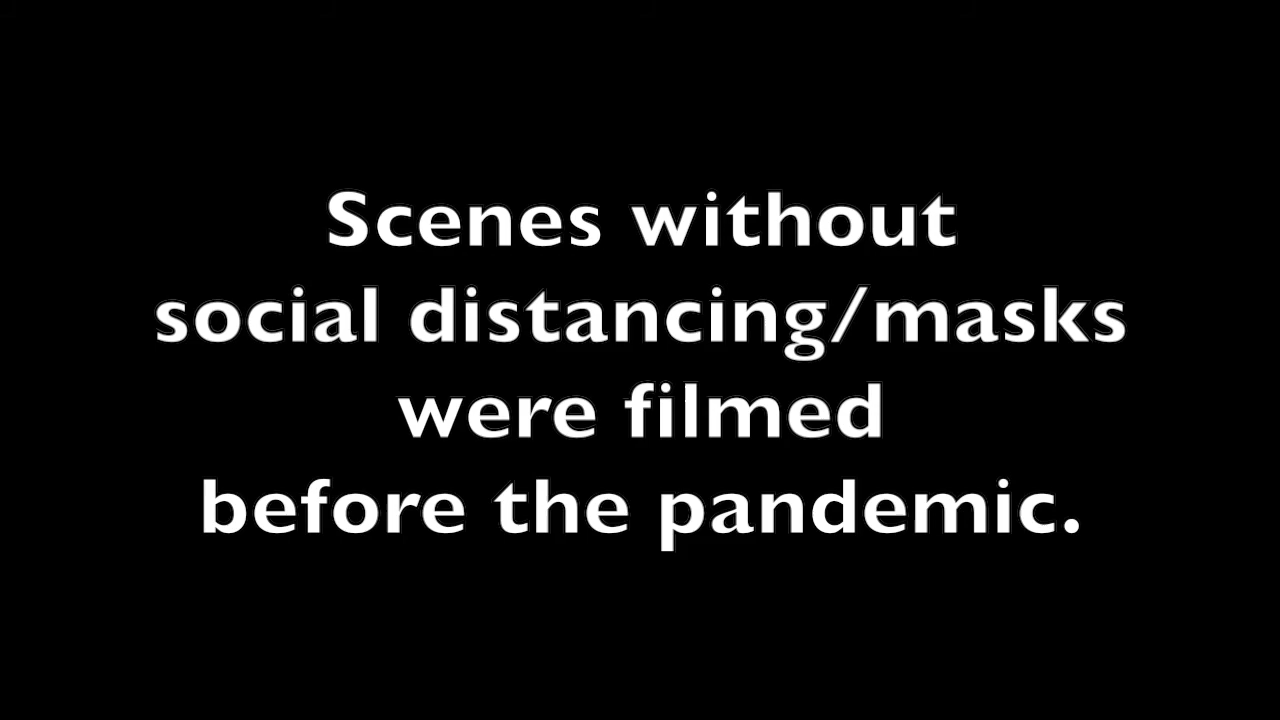 Scenes without
social distancing/masks
were filmed
before the pandemic.